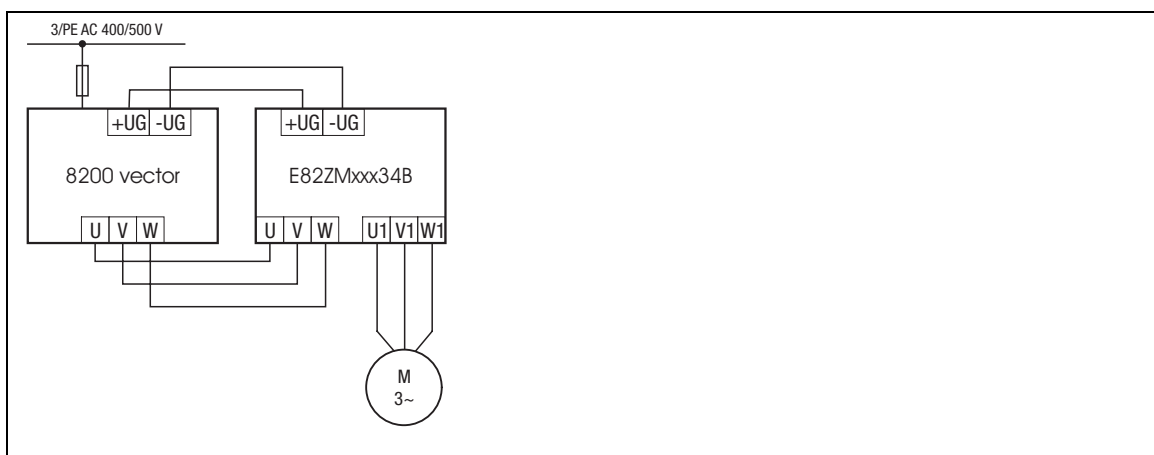 3/PE AC 400/500 V
+UG -UG
+UG -UG
8200 vector
E82ZMxxx34B
U V W
U V W
U1 V1 W1
M
3~